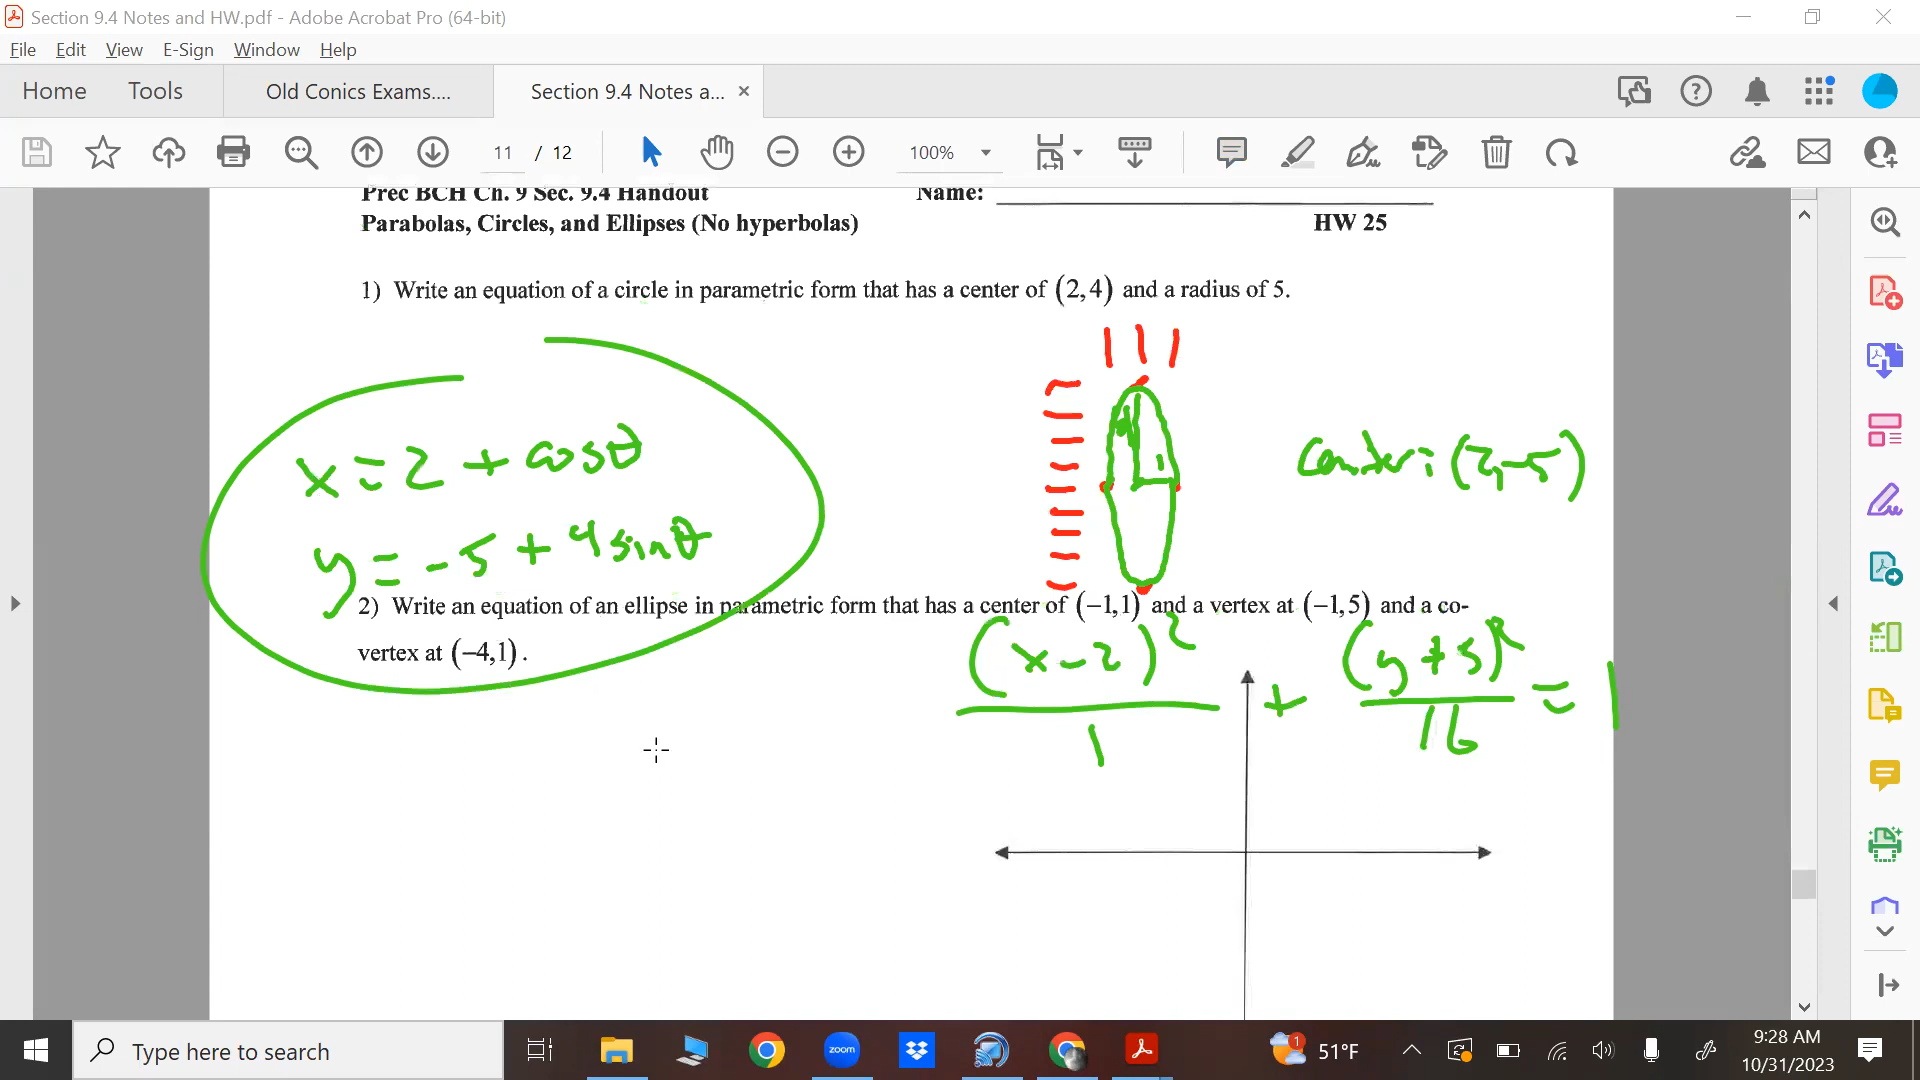 Section 9.4 Notes and HW.pdf - Adobe Acrobat Pro (64-bit)
File Edit View E-Sign Window Help
Home Tools Old Conics Exams.... Section 9.4 Notes a... ×
11 / 12 100%
Prec BCH Ch. 9 Sec. 9.4 Handout Name:
Parabolas, Circles, and Ellipses (No hyperbolas) HW 25
1) Write an equation of a circle in parametric form that has a center of (2,4) and a radius of 5.
x = 2 + cosθ
center: (2,-5)
y = -5 + 4sinθ
2) Write an equation of an ellipse in parametric form that has a center of (−1,1) and a vertex at (−1,5) and a co-
vertex at (−4,1).
(x-2)²/1 + (y+5)²/16 = 1
Type here to search
zoom
1
51°F
9:28 AM
10/31/2023